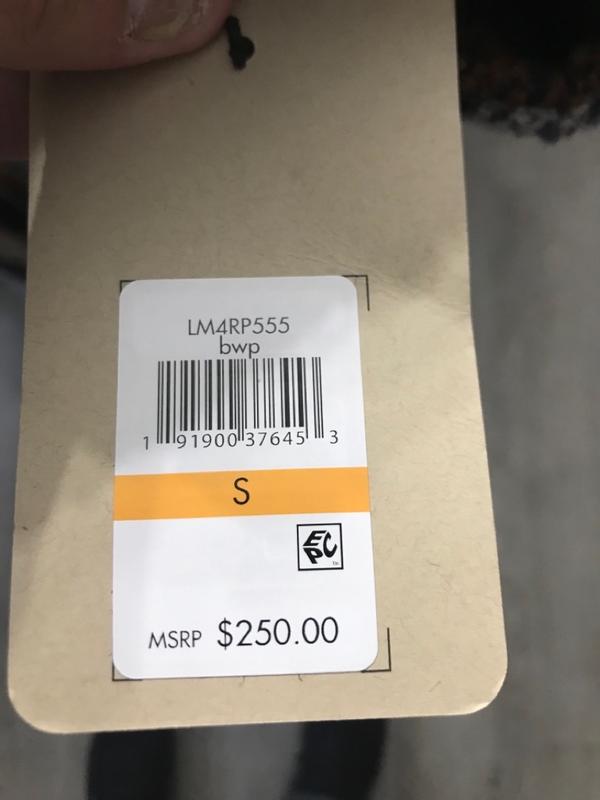 LM4RP555
bwp
1 91900 37645 3
S
EPC
MSRP $250.00